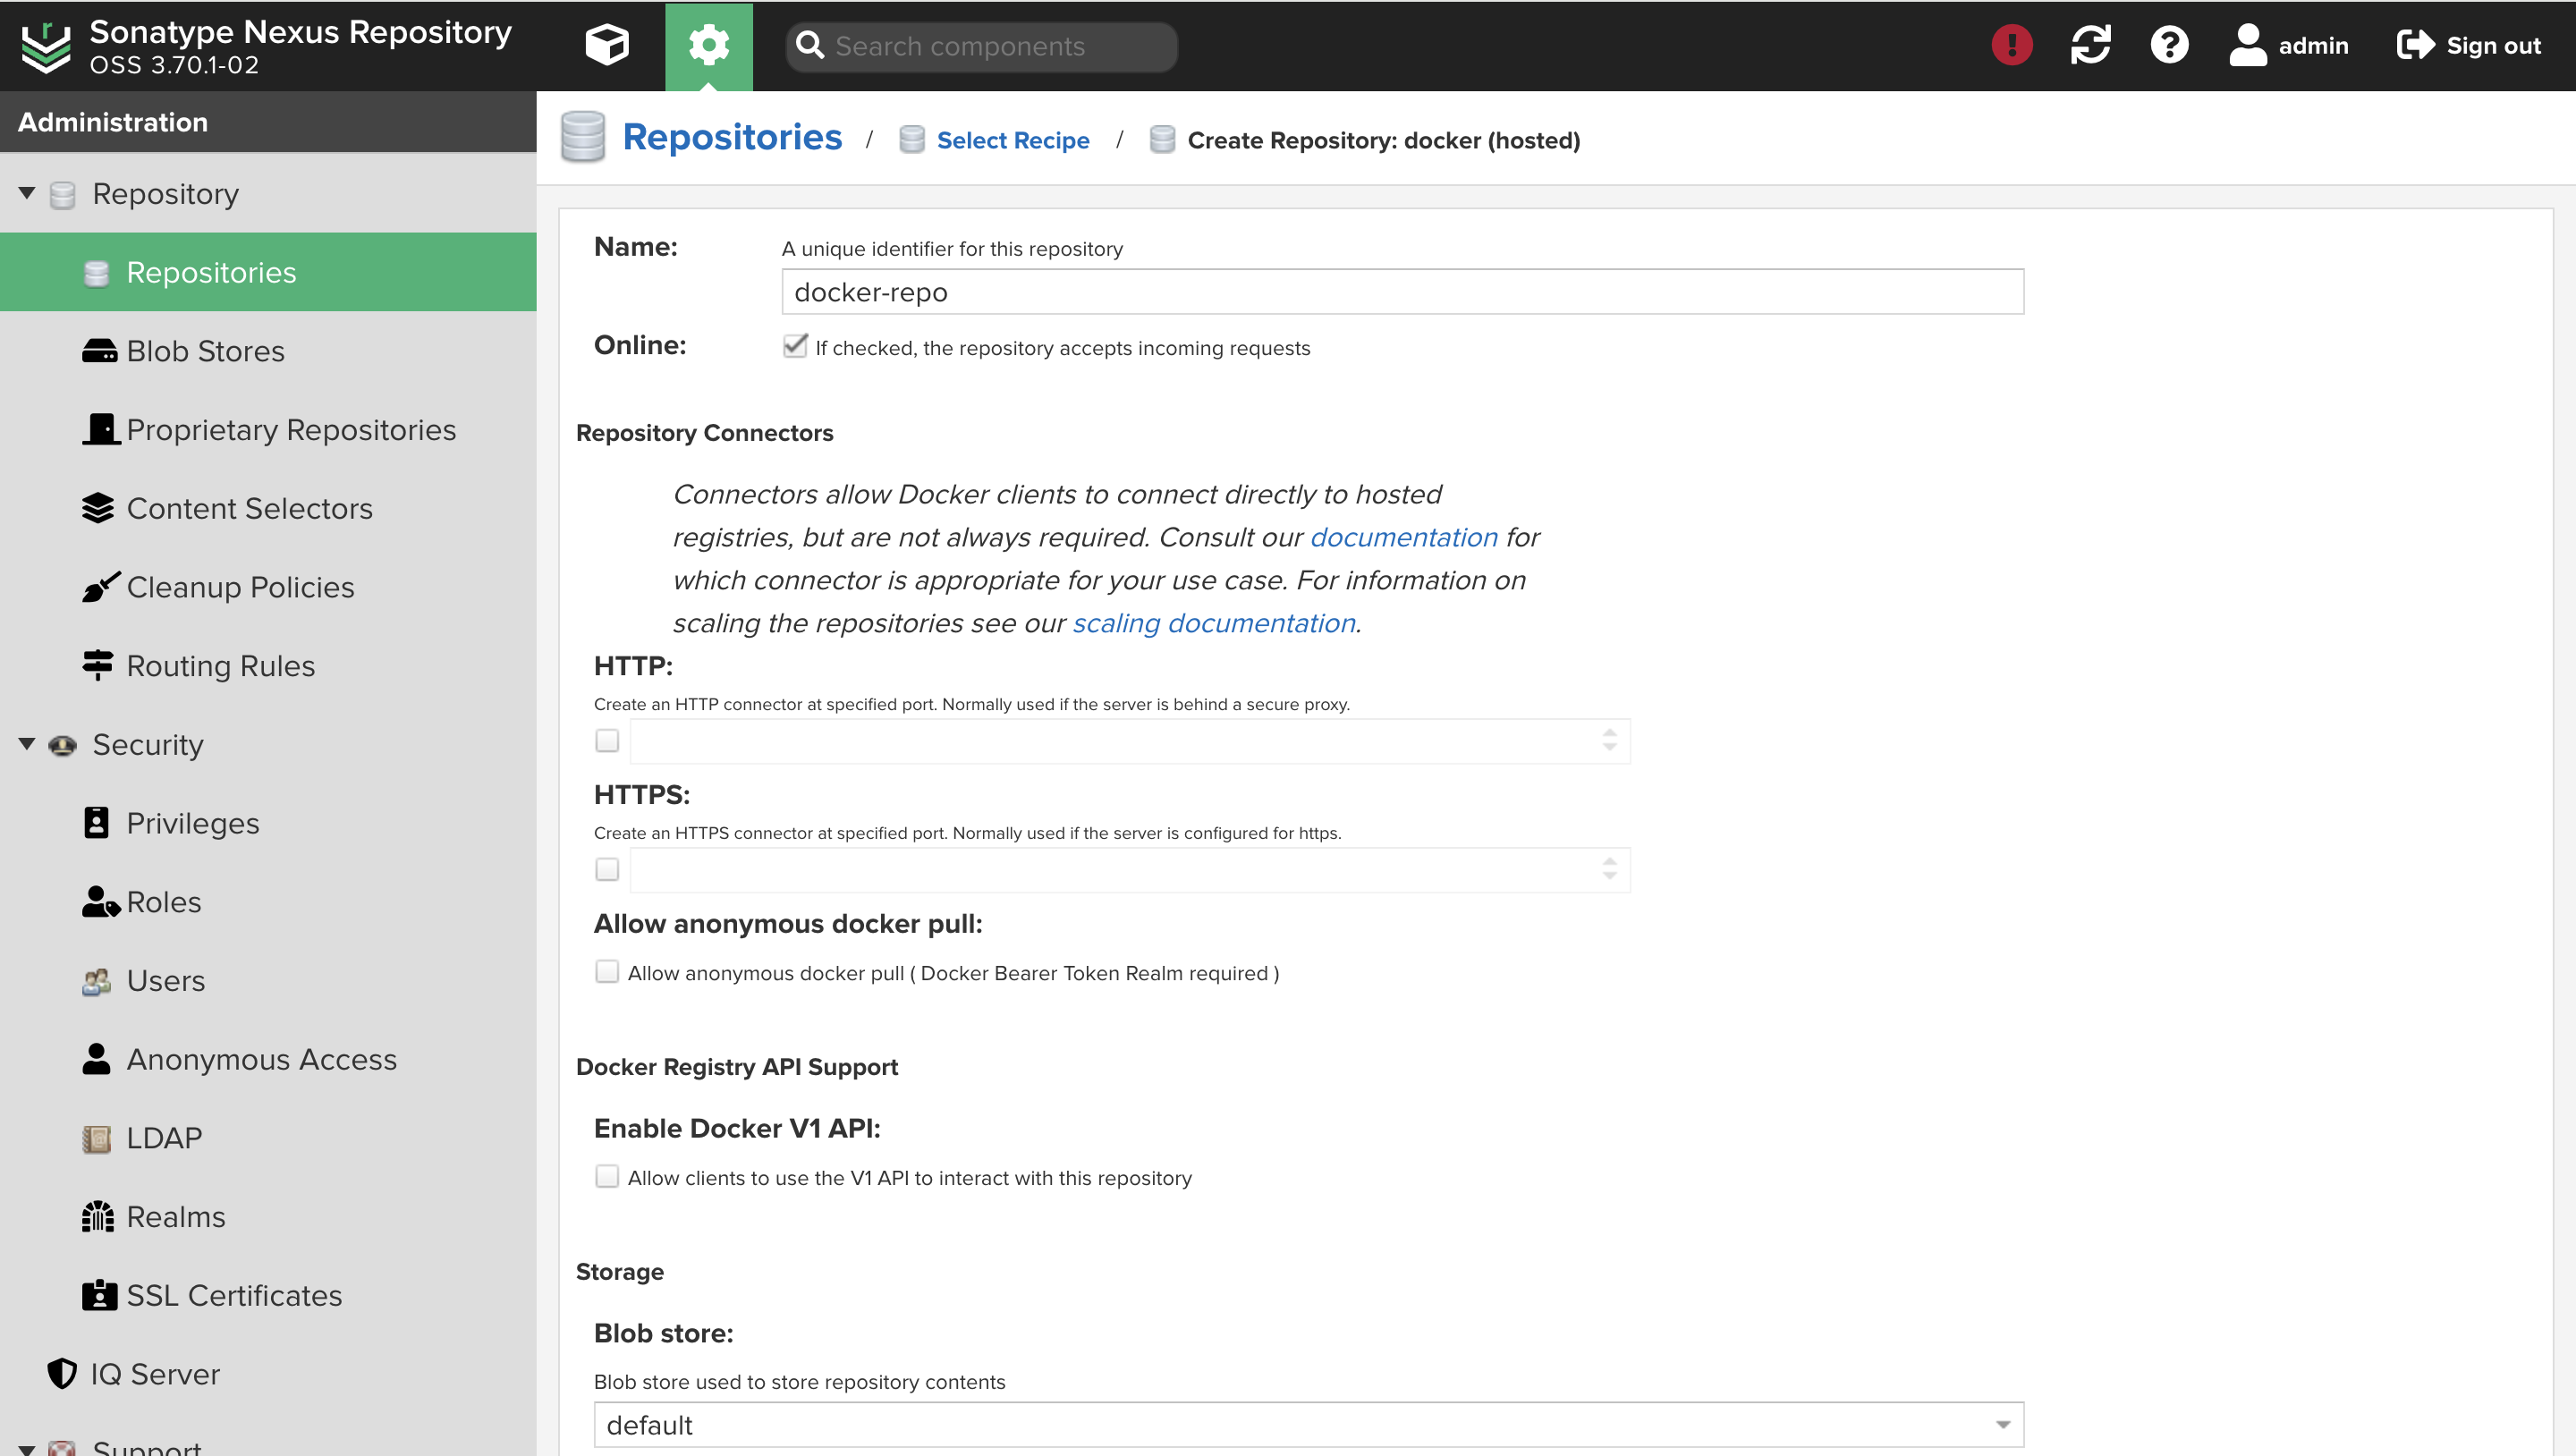 Sonatype Nexus Repository
OSS 3.70.1-02
Search components
admin
Sign out
Administration
Repository
Repositories
Blob Stores
Proprietary Repositories
Content Selectors
Cleanup Policies
Routing Rules
Security
Privileges
Roles
Users
Anonymous Access
LDAP
Realms
SSL Certificates
IQ Server
Support
Repositories / Select Recipe / Create Repository: docker (hosted)
Name:
A unique identifier for this repository
docker-repo
Online:
If checked, the repository accepts incoming requests
Repository Connectors
Connectors allow Docker clients to connect directly to hosted
registries, but are not always required. Consult our documentation for
which connector is appropriate for your use case. For information on
scaling the repositories see our scaling documentation.
HTTP:
Create an HTTP connector at specified port. Normally used if the server is behind a secure proxy.
HTTPS:
Create an HTTPS connector at specified port. Normally used if the server is configured for https.
Allow anonymous docker pull:
Allow anonymous docker pull ( Docker Bearer Token Realm required )
Docker Registry API Support
Enable Docker V1 API:
Allow clients to use the V1 API to interact with this repository
Storage
Blob store:
Blob store used to store repository contents
default